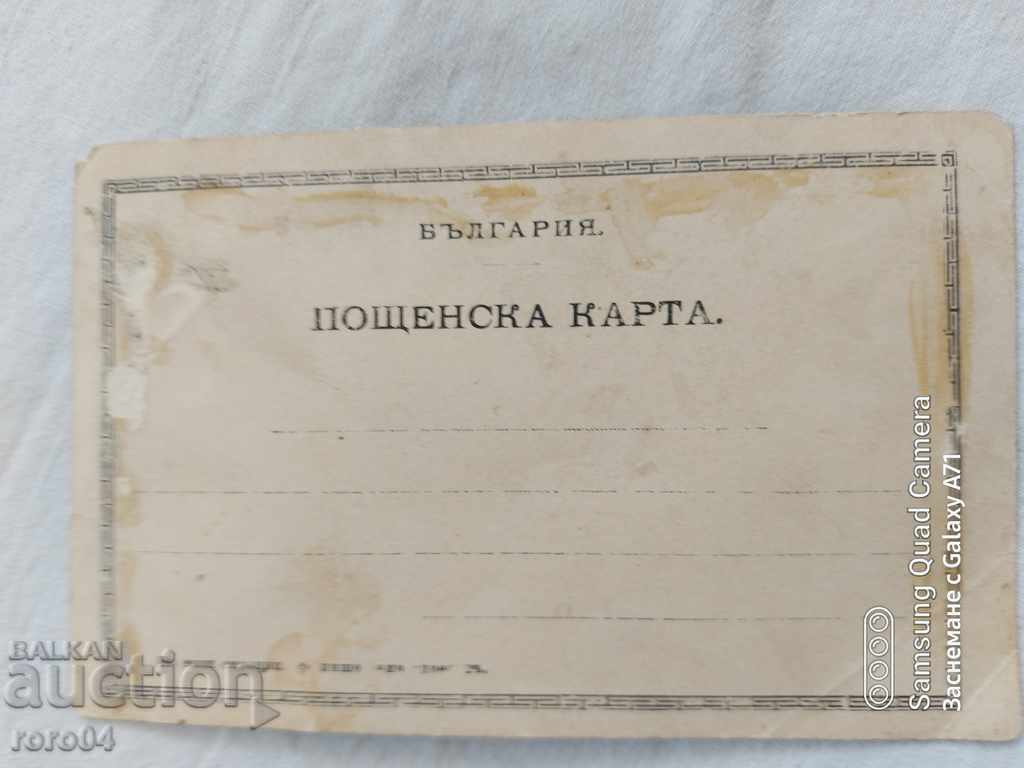 БЪЛГАРИЯ.
ПОЩЕНСКА КАРТА.
BALKAN
auction
roro04
Samsung Quad Camera
Заснемане с Galaxy A71